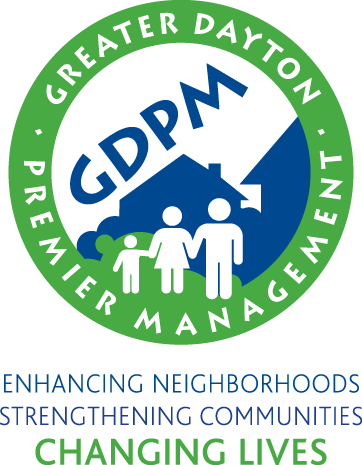 GREATER DAYTON
PREMIER MANAGEMENT
GDPM
ENHANCING NEIGHBORHOODS
STRENGTHENING COMMUNITIES
CHANGING LIVES